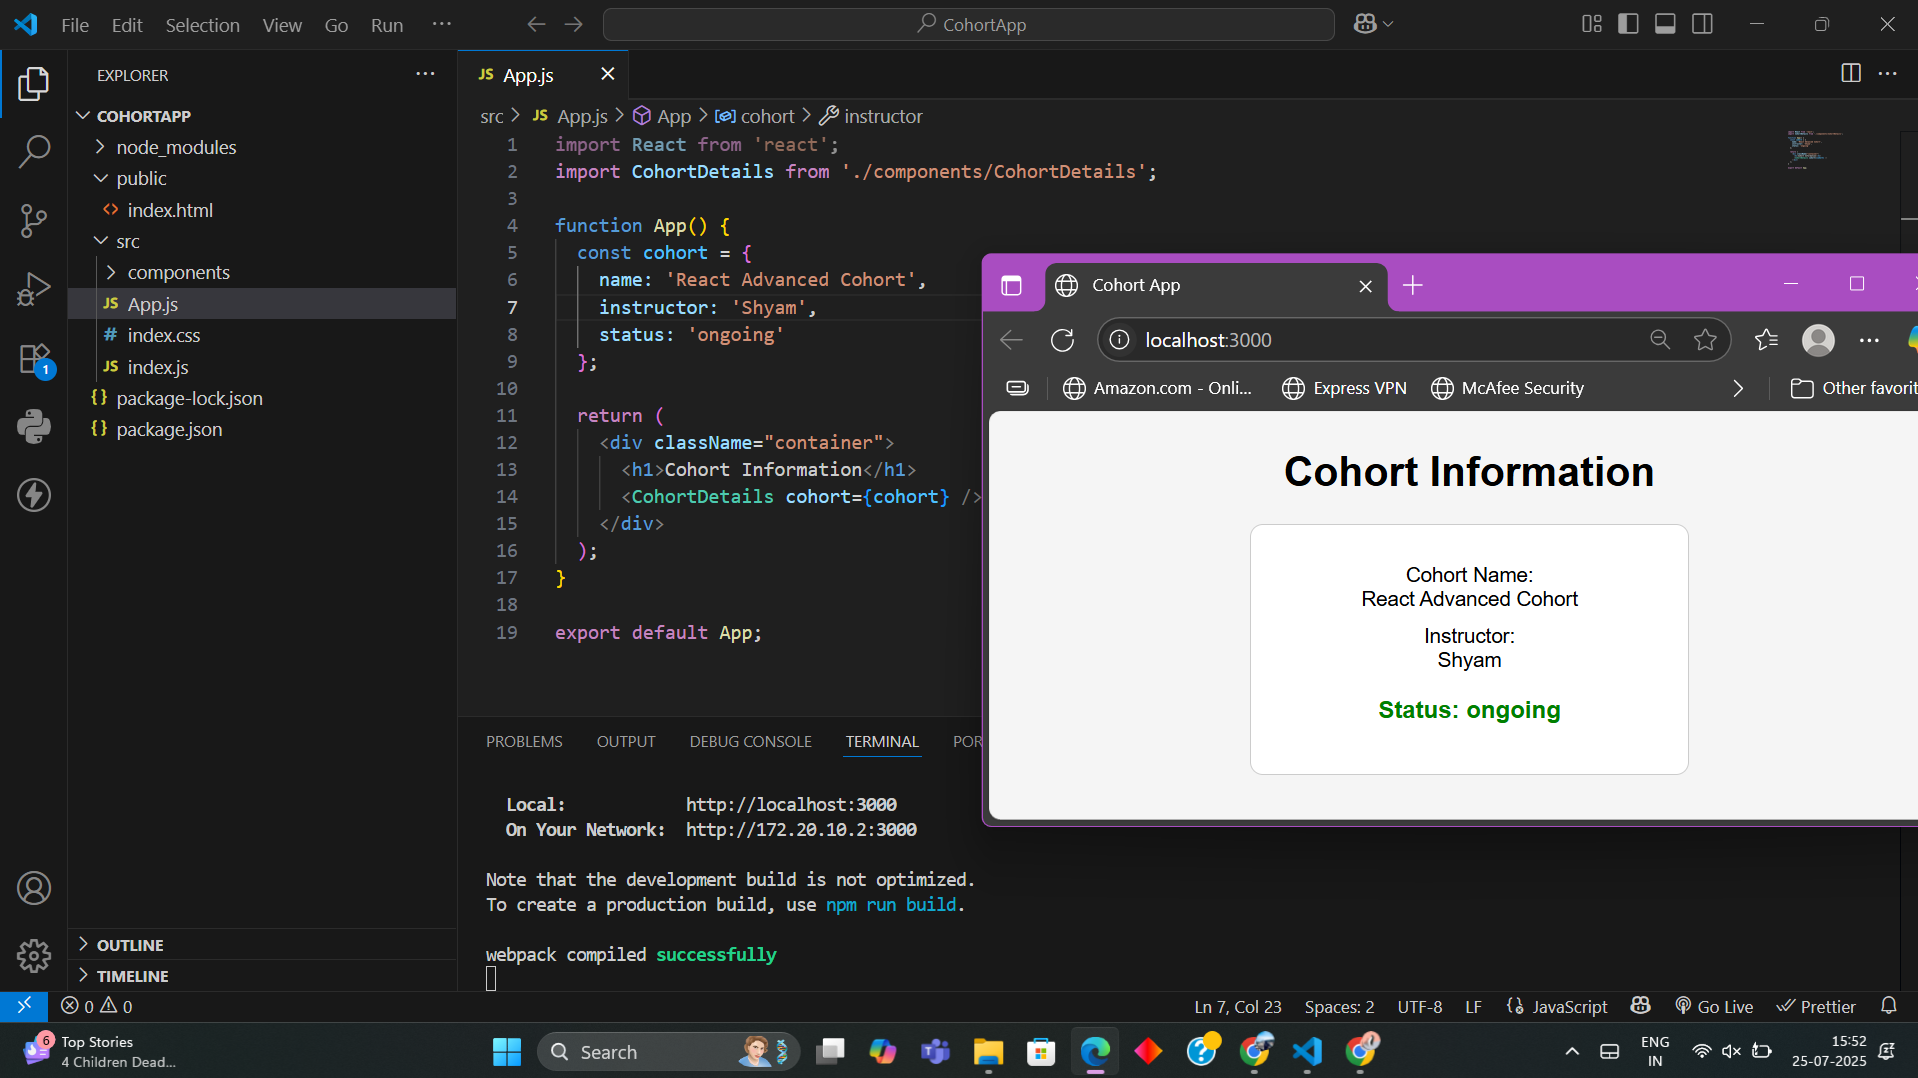 File Edit Selection View Go Run ···
CohortApp
EXPLORER
COHORTAPP
node_modules
public
<> index.html
src
components
JS App.js
# index.css
JS index.js
{} package-lock.json
{} package.json
OUTLINE
TIMELINE
JS App.js
src > JS App.js > App > cohort > instructor
1 import React from 'react';
2 import CohortDetails from './components/CohortDetails';
3
4 function App() {
5 const cohort = {
6 name: 'React Advanced Cohort',
7 instructor: 'Shyam',
8 status: 'ongoing'
9 };
10
11 return (
12 <div className="container">
13 <h1>Cohort Information</h1>
14 <CohortDetails cohort={cohort} />
15 </div>
16 );
17 }
18
19 export default App;
PROBLEMS OUTPUT DEBUG CONSOLE TERMINAL
Local: http://localhost:3000
On Your Network: http://172.20.10.2:3000
Note that the development build is not optimized.
To create a production build, use npm run build.
webpack compiled successfully
Cohort App
localhost:3000
Amazon.com - Onli... Express VPN McAfee Security Other favorit
Cohort Information
Cohort Name:
React Advanced Cohort
Instructor:
Shyam
Status: ongoing
1
0 0
Ln 7, Col 23 Spaces: 2 UTF-8 LF {} JavaScript Go Live Prettier
6
Top Stories
4 Children Dead...
Search
ENG
IN
15:52
25-07-2025